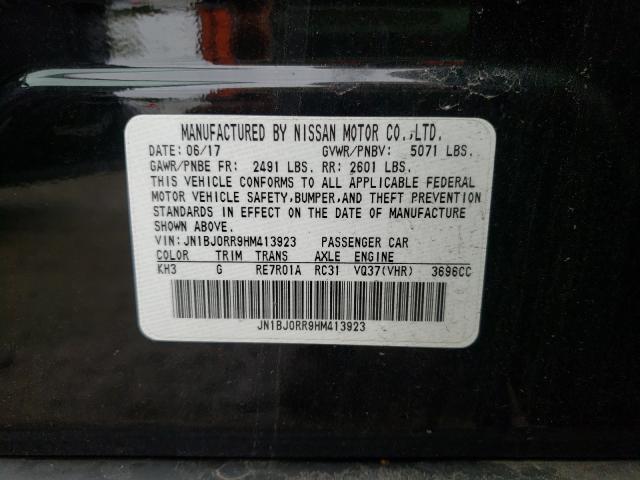 MANUFACTURED BY NISSAN MOTOR CO.,LTD.
DATE: 06/17 GVWR/PNBV: 5071 LBS.
GAWR/PNBE FR: 2491 LBS. RR: 2601 LBS.
THIS VEHICLE CONFORMS TO ALL APPLICABLE FEDERAL
MOTOR VEHICLE SAFETY,BUMPER,AND THEFT PREVENTION
STANDARDS IN EFFECT ON THE DATE OF MANUFACTURE
SHOWN ABOVE.
VIN: JN1BJ0RR9HM413923 PASSENGER CAR
COLOR TRIM TRANS AXLE ENGINE
KH3 G RE7R01A RC31 VQ37(VHR) 3696CC
JN1BJ0RR9HM413923